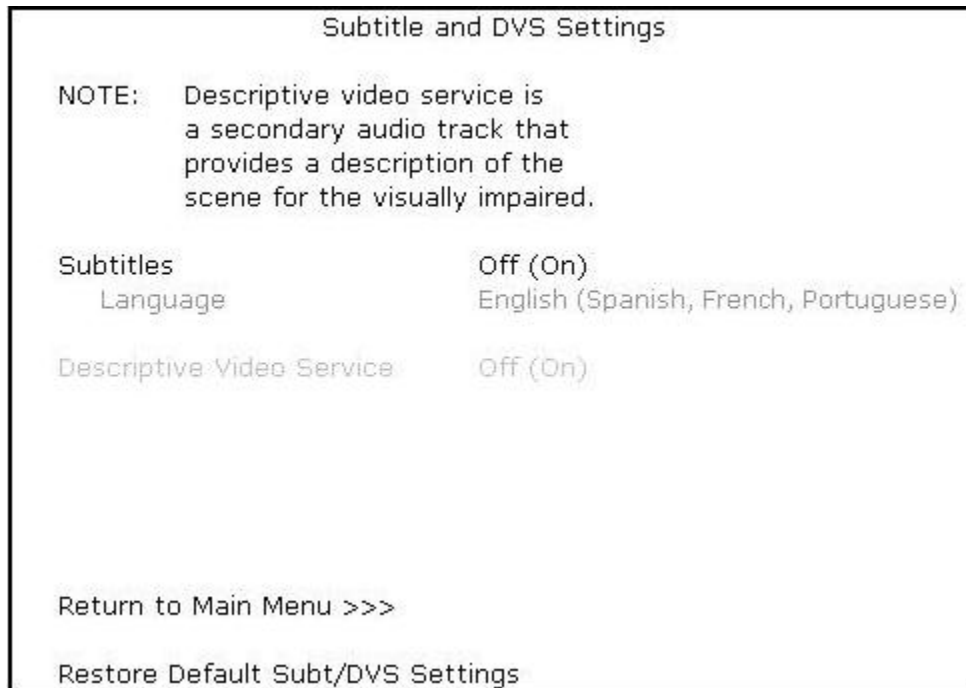 Subtitle and DVS Settings
NOTE: Descriptive video service is
a secondary audio track that
provides a description of the
scene for the visually impaired.
Subtitles Off (On)
Language English (Spanish, French, Portuguese)
Descriptive Video Service Off (On)
Return to Main Menu >>>
Restore Default Subt/DVS Settings